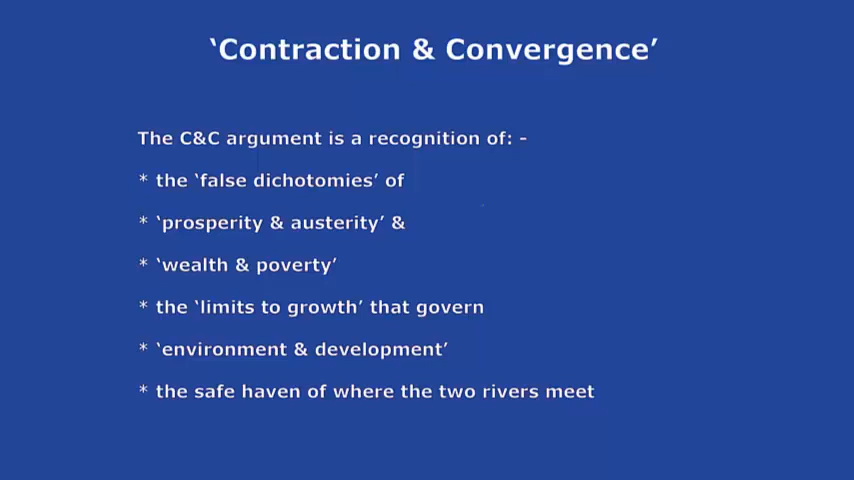 ‘Contraction & Convergence’
The C&C argument is a recognition of: -
* the ‘false dichotomies’ of
* ‘prosperity & austerity’ &
* ‘wealth & poverty’
* the ‘limits to growth’ that govern
* ‘environment & development’
* the safe haven of where the two rivers meet